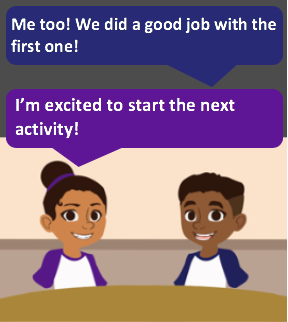 Me too! We did a good job with the
first one!
I'm excited to start the next
activity!